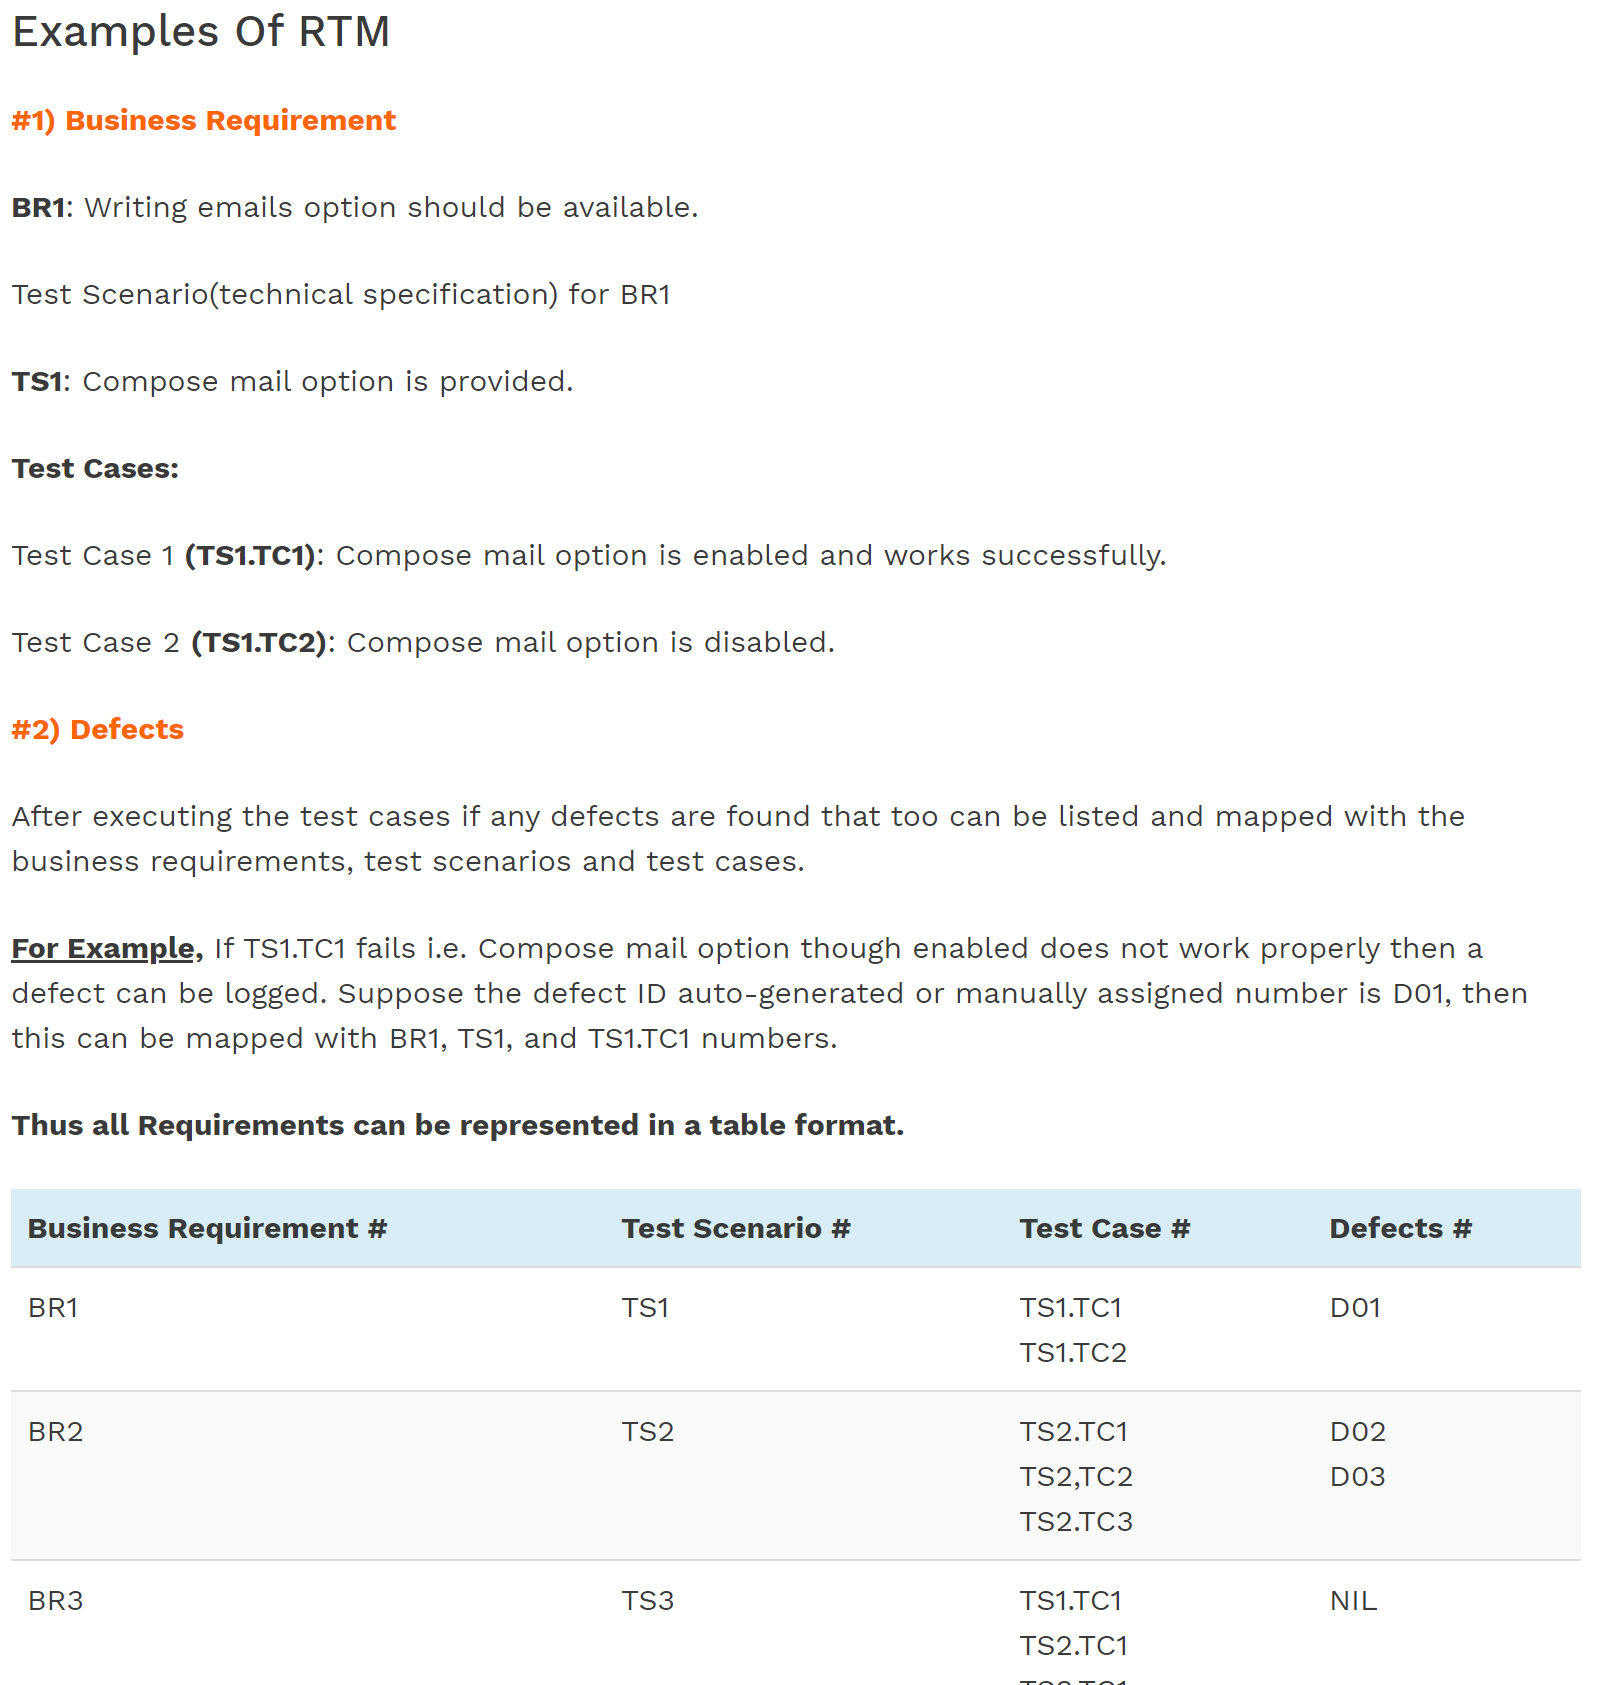 Examples Of RTM
#1) Business Requirement
BR1: Writing emails option should be available.
Test Scenario(technical specification) for BR1
TS1: Compose mail option is provided.
Test Cases:
Test Case 1 (TS1.TC1): Compose mail option is enabled and works successfully.
Test Case 2 (TS1.TC2): Compose mail option is disabled.
#2) Defects
After executing the test cases if any defects are found that too can be listed and mapped with the
business requirements, test scenarios and test cases.
For Example, If TS1.TC1 fails i.e. Compose mail option though enabled does not work properly then a
defect can be logged. Suppose the defect ID auto-generated or manually assigned number is D01, then
this can be mapped with BR1, TS1, and TS1.TC1 numbers.
Thus all Requirements can be represented in a table format.
Business Requirement # Test Scenario # Test Case # Defects #
BR1 TS1 TS1.TC1 D01
TS1.TC2
BR2 TS2 TS2.TC1 D02
TS2,TC2 D03
TS2.TC3
BR3 TS3 TS1.TC1 NIL
TS2.TC1